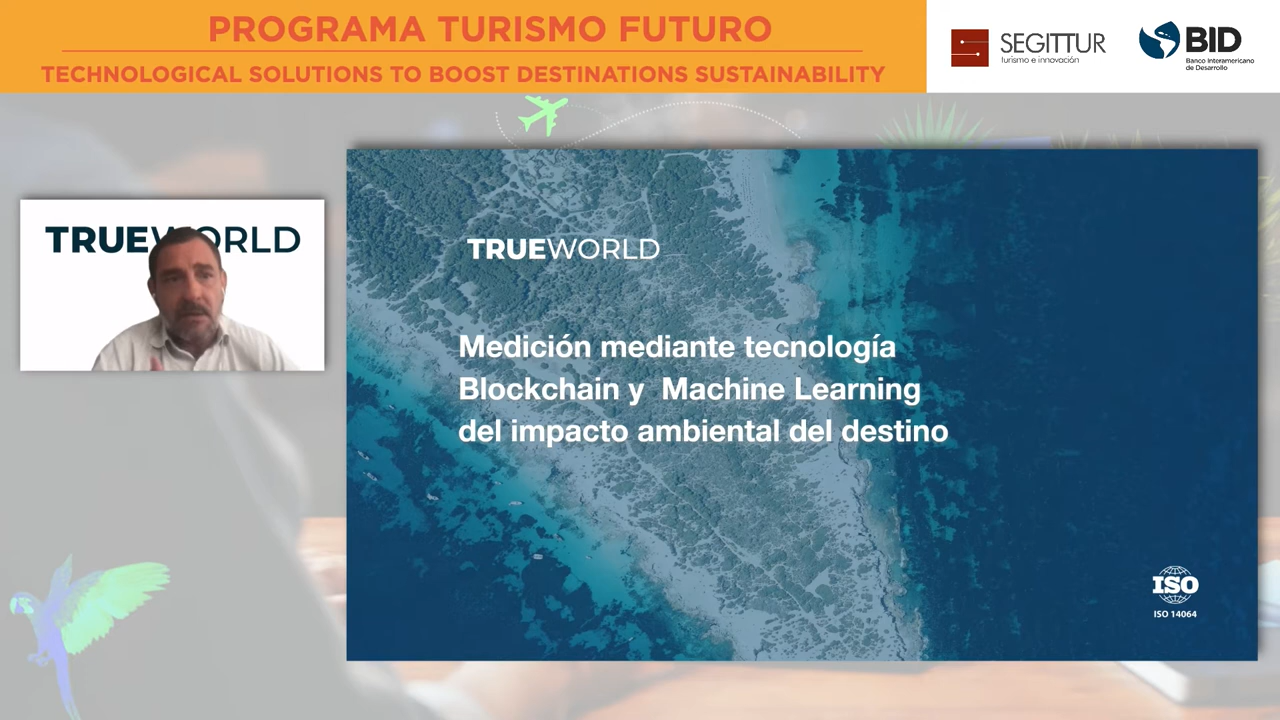 PROGRAMA TURISMO FUTURO
TECHNOLOGICAL SOLUTIONS TO BOOST DESTINATIONS SUSTAINABILITY
SEGITTUR
turismo e innovación
BID
Banco Interamericano
de Desarrollo
TRUEWORLD
TRUEWORLD
Medición mediante tecnología
Blockchain y Machine Learning
del impacto ambiental del destino
ISO
ISO 14064